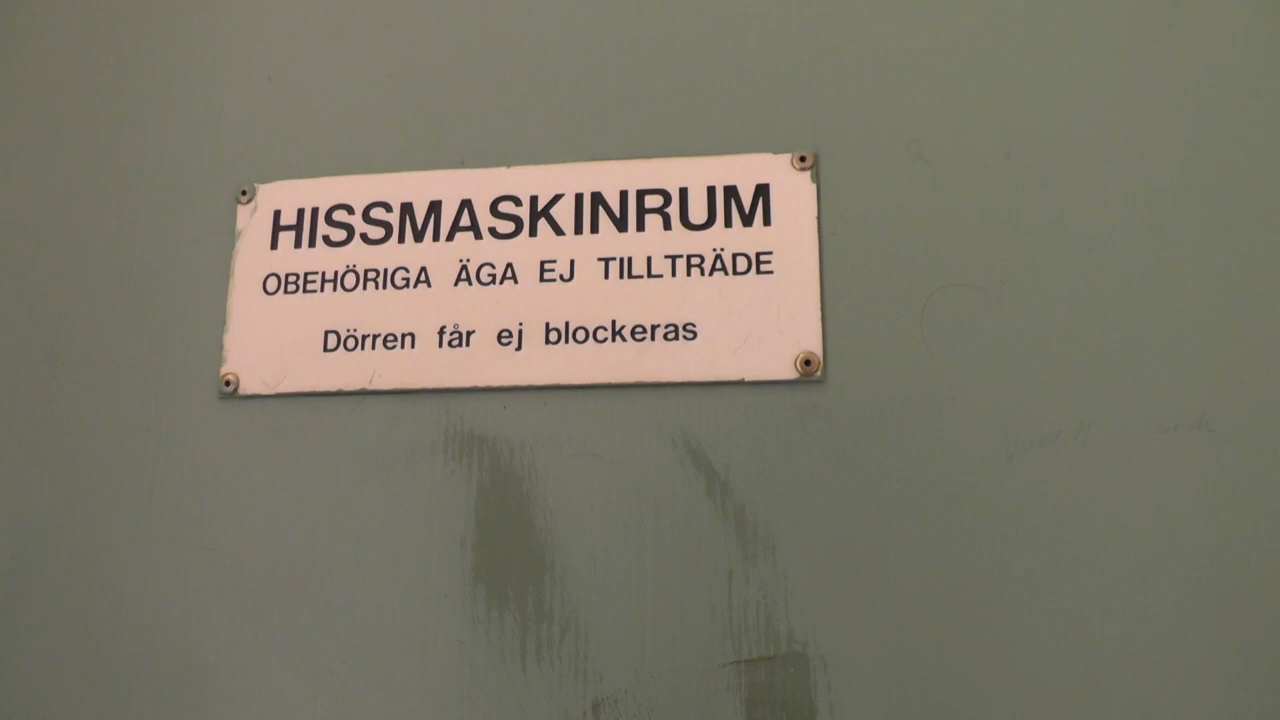 HISSMASKINRUM
OBEHÖRIGA ÄGA EJ TILLTRÄDE
Dörren får ej blockeras